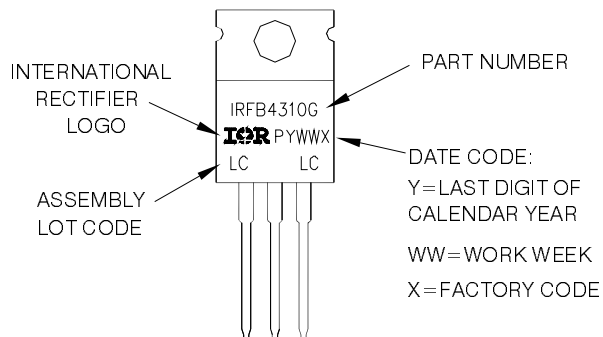 INTERNATIONAL
RECTIFIER
LOGO
PART NUMBER
IRFB4310G
IOR PYWWX
LC LC
ASSEMBLY
LOT CODE
DATE CODE:
Y=LAST DIGIT OF
CALENDAR YEAR
WW=WORK WEEK
X=FACTORY CODE